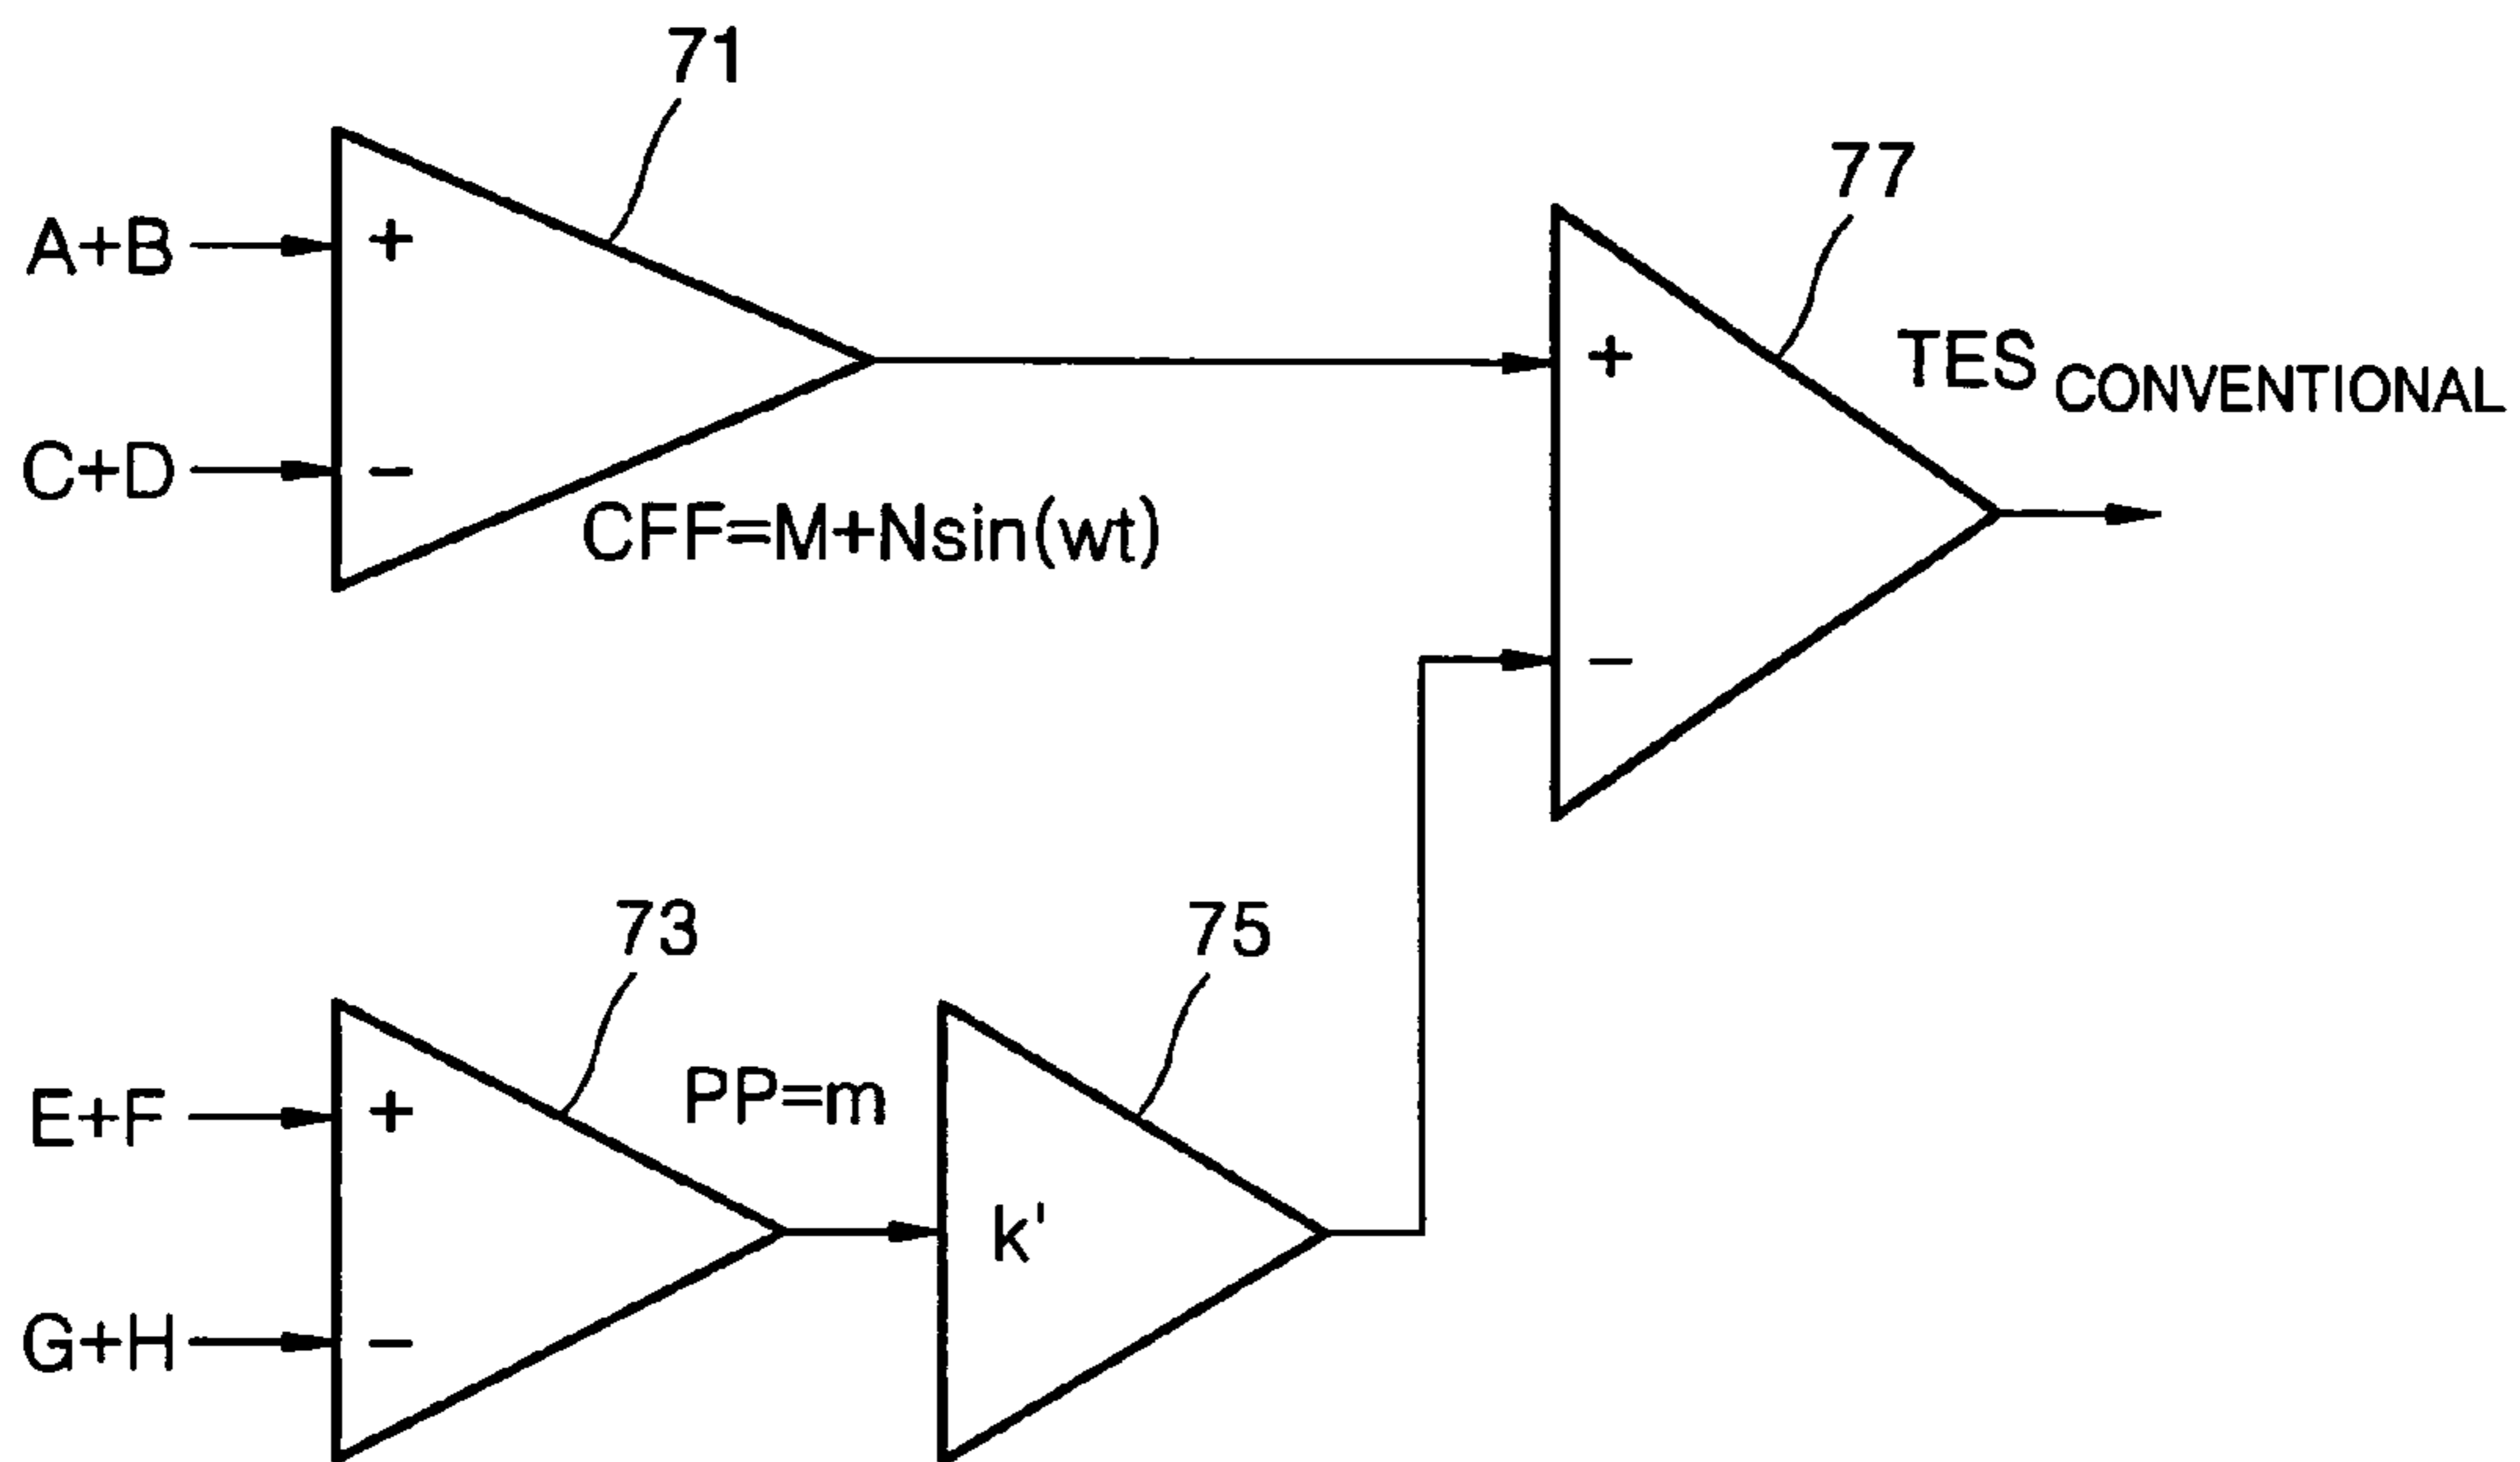 71
77
A+B
+
+
TES CONVENTIONAL
C+D
-
CFF=M+Nsin(wt)
-
73
75
E+F
+
PP=m
k'
G+H
-